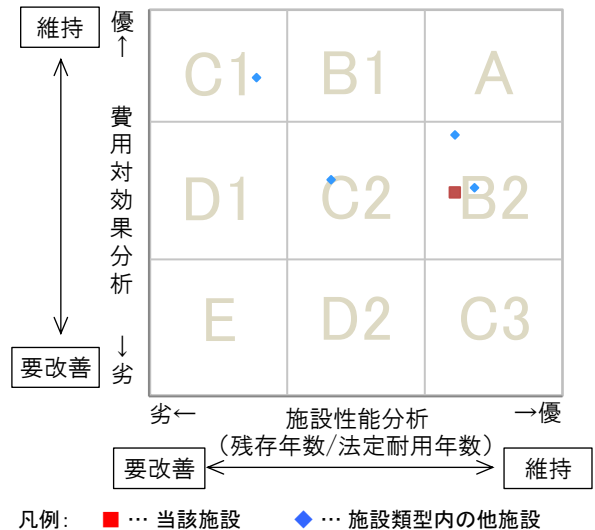 維持
優
↑
費用対効果分析
↓
劣
要改善
C1 B1 A
D1 C2 B2
E D2 C3
劣← 施設性能分析 →優
（残存年数/法定耐用年数）
要改善 維持
凡例： ■ … 当該施設 ◆ … 施設類型内の他施設